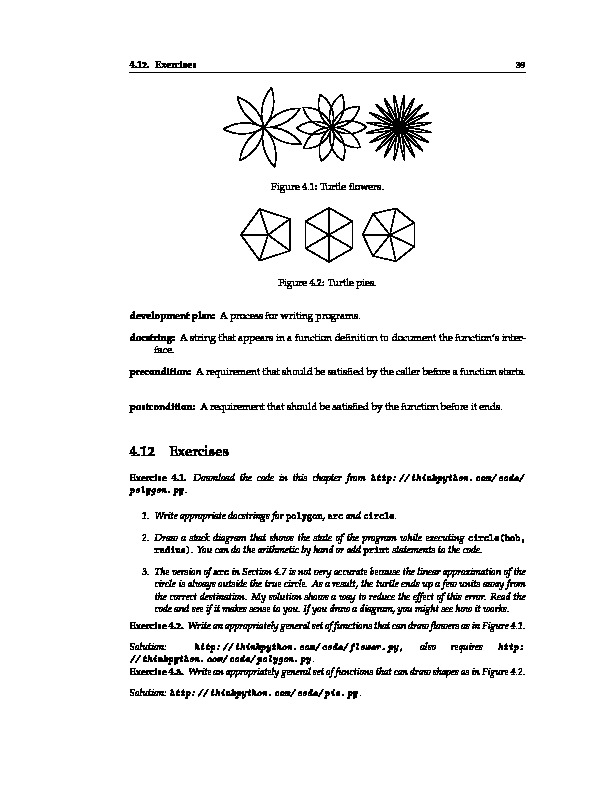 4.12. Exercises 39
Figure 4.1: Turtle flowers.
Figure 4.2: Turtle pies.
development plan: A process for writing programs.
docstring: A string that appears in a function definition to document the function's inter-
face.
precondition: A requirement that should be satisfied by the caller before a function starts.
postcondition: A requirement that should be satisfied by the function before it ends.
4.12 Exercises
Exercise 4.1. Download the code in this chapter from http://thinkpython.com/code/
polygon.py.
1. Write appropriate docstrings for polygon, arc and circle.
2. Draw a stack diagram that shows the state of the program while executing circle(bob,
radius). You can do the arithmetic by hand or add print statements to the code.
3. The version of arc in Section 4.7 is not very accurate because the linear approximation of the
circle is always outside the true circle. As a result, the turtle ends up a few units away from
the correct destination. My solution shows a way to reduce the effect of this error. Read the
code and see if it makes sense to you. If you draw a diagram, you might see how it works.
Exercise 4.2. Write an appropriately general set of functions that can draw flowers as in Figure 4.1.
Solution: http://thinkpython.com/code/flower.py, also requires http:
//thinkpython.com/code/polygon.py.
Exercise 4.3. Write an appropriately general set of functions that can draw shapes as in Figure 4.2.
Solution: http://thinkpython.com/code/pie.py.